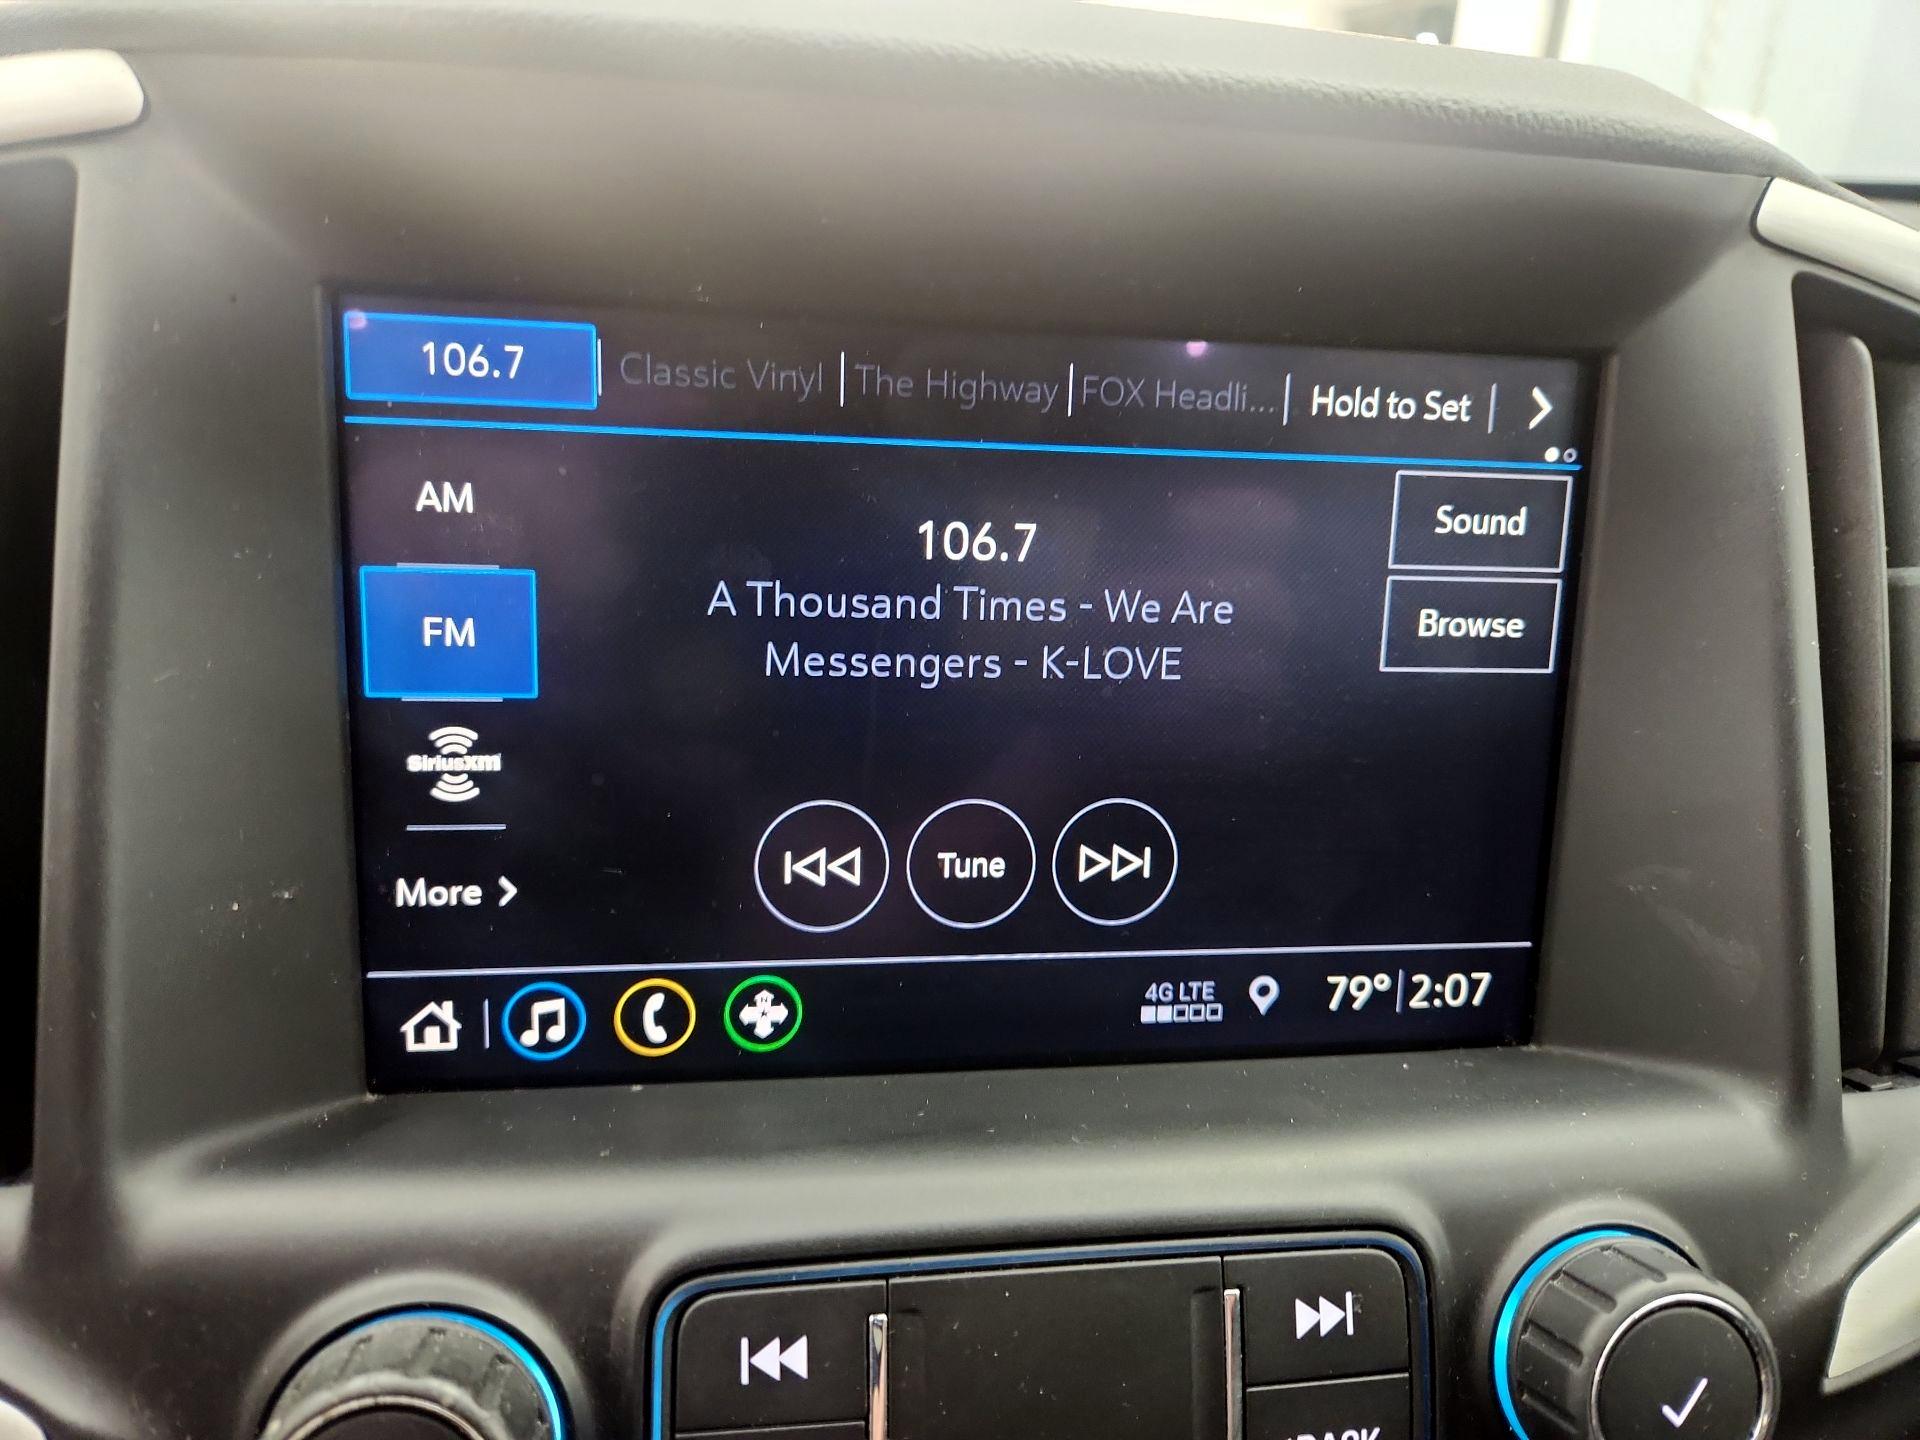 106.7
Classic Vinyl
The Highway
FOX Headli...
Hold to Set
AM
FM
SiriusXM
More
106.7
A Thousand Times - We Are
Messengers - K-LOVE
Sound
Browse
Tune
4G LTE
79° 2:07
BACK